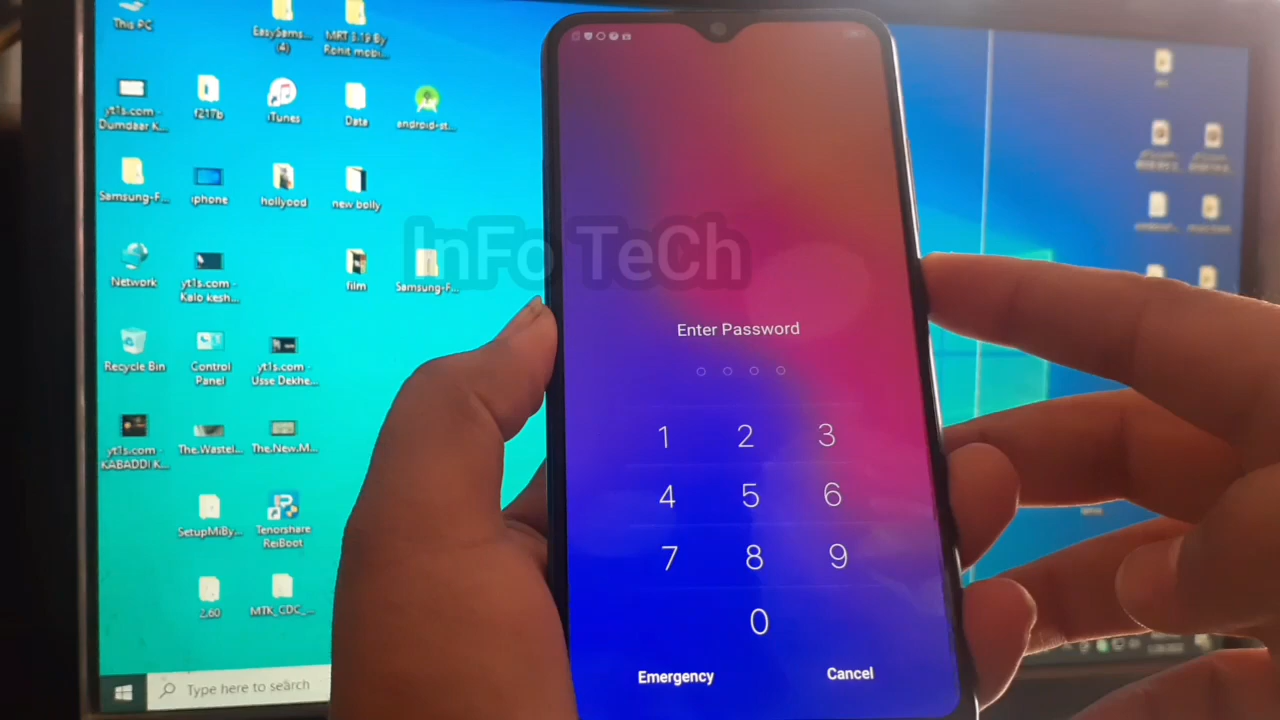 This PC
EasySams...
(4)
MRT 3.19 By
Rohit mobi...
yt1s.com -
Dumdaar K...
f217b
iTunes
Data
android-st...
Samsung-F...
iphone
hollyood
new bolly
InFo TeCh
Network
yt1s.com -
Kalo kesh...
film
Samsung-F...
Recycle Bin
Control
Panel
yt1s.com -
Usse Dekhe...
yt1s.com -
KABADDI K...
The.Wastel...
The.New.M...
SetupMiBy...
Tenorshare
ReiBoot
2.60
MTK_CDC_...
Type here to search
Enter Password
1 2 3
4 5 6
7 8 9
0
Emergency Cancel